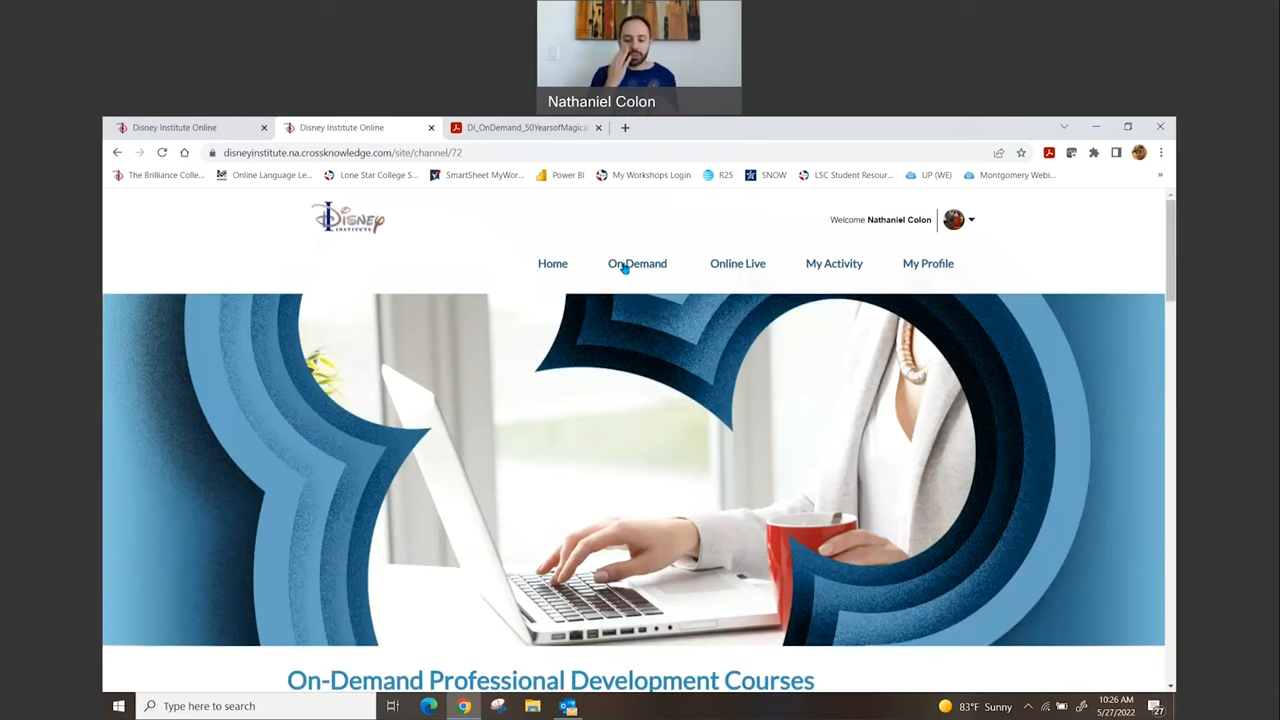 Nathaniel Colon
Disney Institute Online
Disney Institute Online
DI_OnDemand_50YearsofMagica
disneyinstitute.na.crossknowledge.com/site/channel/72
The Brilliance Colle...
Online Language Le...
Lone Star College S...
SmartSheet MyWor...
Power BI
My Workshops Login
R25
SNOW
LSC Student Resour...
UP (WE)
Montgomery Webi...
»
Disney
INSTITUTE
Welcome Nathaniel Colon
Home
On Demand
Online Live
My Activity
My Profile
On-Demand Professional Development Courses
Type here to search
83°F Sunny
10:26 AM
5/27/2022
27